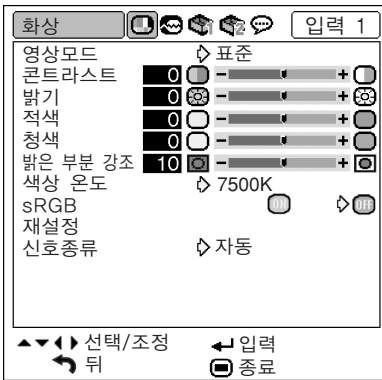 화상 입력 1
영상모드 표준
콘트라스트 0 - +
밝기 0 - +
적색 0 - +
청색 0 - +
밝은 부분 강조 10 - +
색상 온도 7500K
sRGB ON OFF
재설정
신호종류 자동
선택/조정 입력
뒤 종료